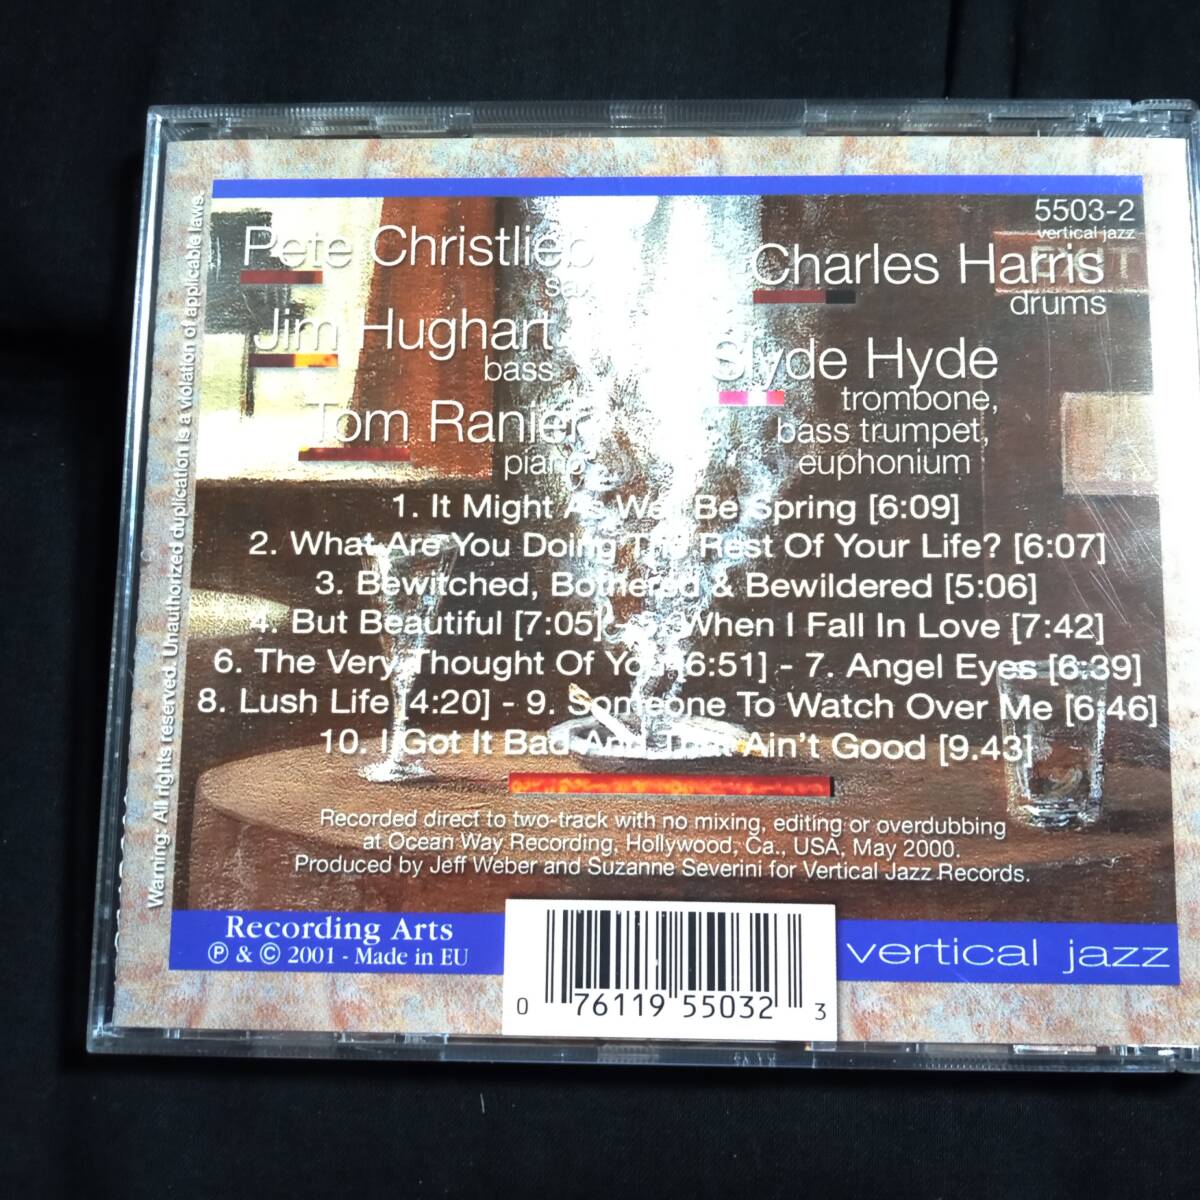 5503-2
vertical jazz
Pete Christlieb
sax
Jim Hughart
bass
Tom Ranier
piano
Charles Harris
drums
Slyde Hyde
trombone,
bass trumpet,
euphonium
1. It Might As Well Be Spring [6:09]
2. What Are You Doing The Rest Of Your Life? [6:07]
3. Bewitched, Bothered & Bewildered [5:06]
4. But Beautiful [7:05] - 5. When I Fall In Love [7:42]
6. The Very Thought Of You [6:51] - 7. Angel Eyes [6:39]
8. Lush Life [4:20] - 9. Someone To Watch Over Me [6:46]
10. I Got It Bad And That Ain't Good [9.43]
Recorded direct to two-track with no mixing, editing or overdubbing
at Ocean Way Recording, Hollywood, Ca., USA, May 2000.
Produced by Jeff Weber and Suzanne Severini for Vertical Jazz Records.
Recording Arts
℗ & © 2001 - Made in EU
0 76119 55032 3
vertical jazz
Warning: All rights reserved. Unauthorized duplication is a violation of applicable laws.